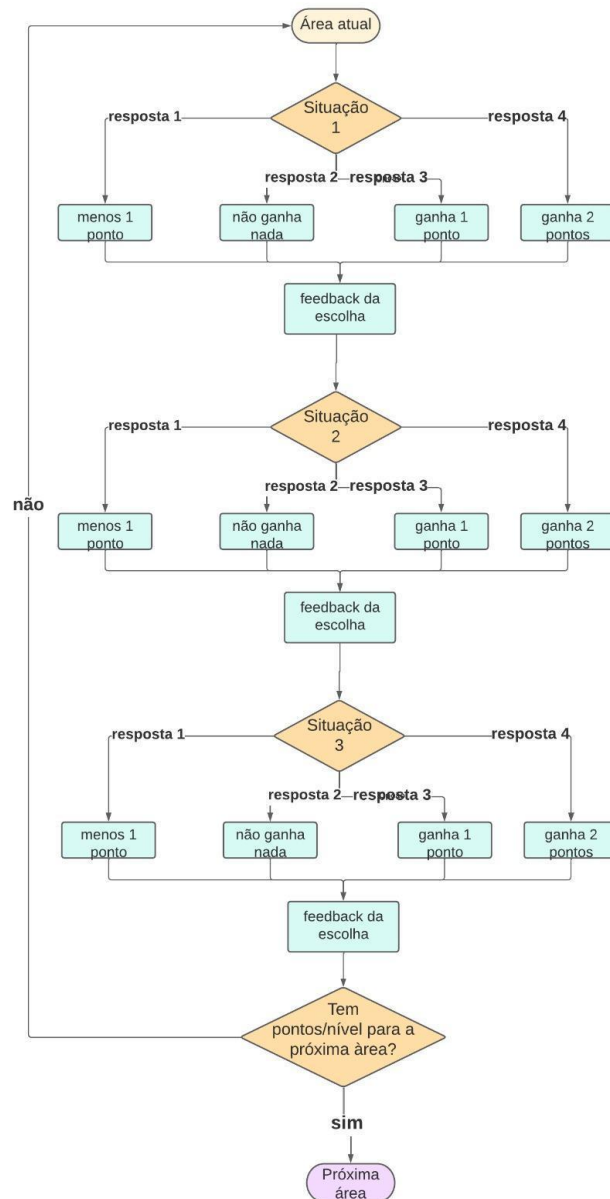 Área atual
Situação
1
resposta 1
resposta 4
resposta 2
resposta 3
menos 1
ponto
não ganha
nada
ganha 1
ponto
ganha 2
pontos
feedback da
escolha
Situação
2
resposta 1
resposta 4
resposta 2
resposta 3
não
menos 1
ponto
não ganha
nada
ganha 1
ponto
ganha 2
pontos
feedback da
escolha
Situação
3
resposta 1
resposta 4
resposta 2
resposta 3
menos 1
ponto
não ganha
nada
ganha 1
ponto
ganha 2
pontos
feedback da
escolha
Tem
pontos/nível para a
próxima àrea?
sim
Próxima
área